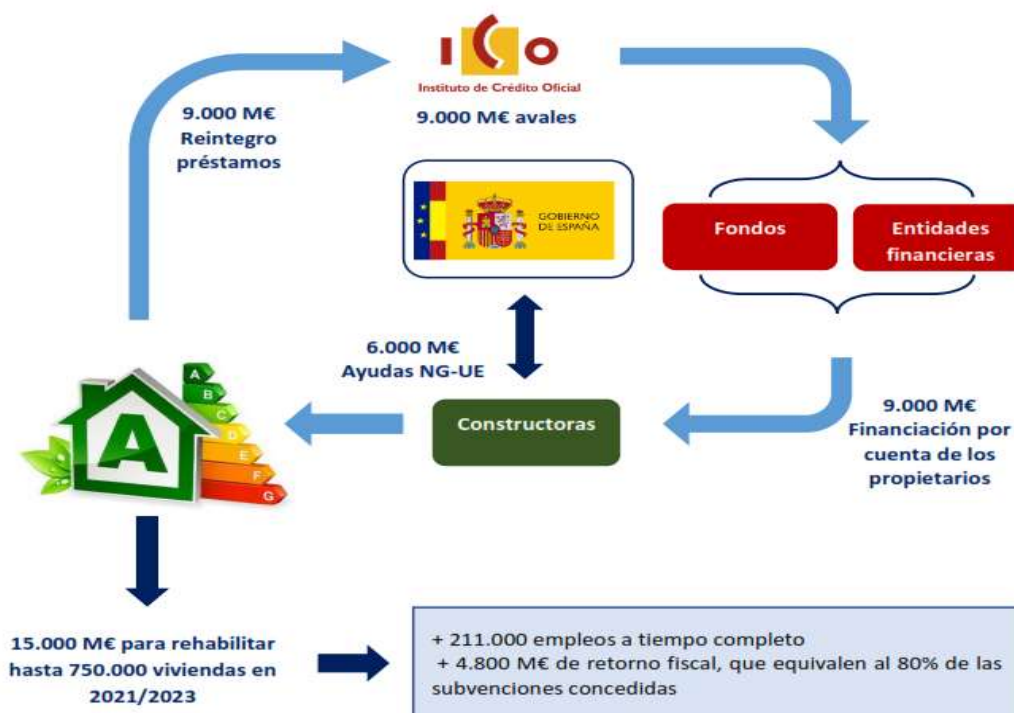 ICO
Instituto de Crédito Oficial
9.000 M€ avales
9.000 M€
Reintegro
préstamos
GOBIERNO
DE ESPAÑA
Fondos
Entidades
financieras
6.000 M€
Ayudas NG-UE
Constructoras
9.000 M€
Financiación por
cuenta de los
propietarios
A
A
B
C
D
E
F
G
15.000 M€ para rehabilitar
hasta 750.000 viviendas en
2021/2023
+ 211.000 empleos a tiempo completo
+ 4.800 M€ de retorno fiscal, que equivalen al 80% de las
subvenciones concedidas